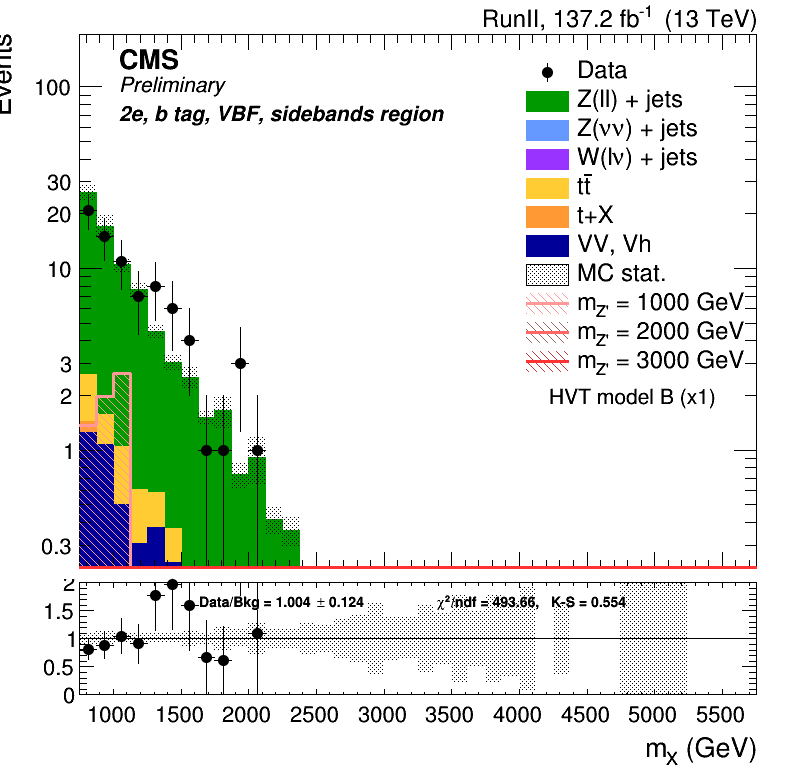 RunII, 137.2 fb⁻¹ (13 TeV)
Events
CMS
Preliminary
2e, b tag, VBF, sidebands region
Data
Z(ll) + jets
Z(νν) + jets
W(lν) + jets
tt̄
t+X
VV, Vh
MC stat.
m_Z' = 1000 GeV
m_Z' = 2000 GeV
m_Z' = 3000 GeV
HVT model B (x1)
100
30
20
10
3
2
1
0.3
Data/Bkg = 1.004 ± 0.124
χ²/ndf = 493.66, K-S = 0.554
2
1.5
1
0.5
0
1000 1500 2000 2500 3000 3500 4000 4500 5000 5500
m_X (GeV)